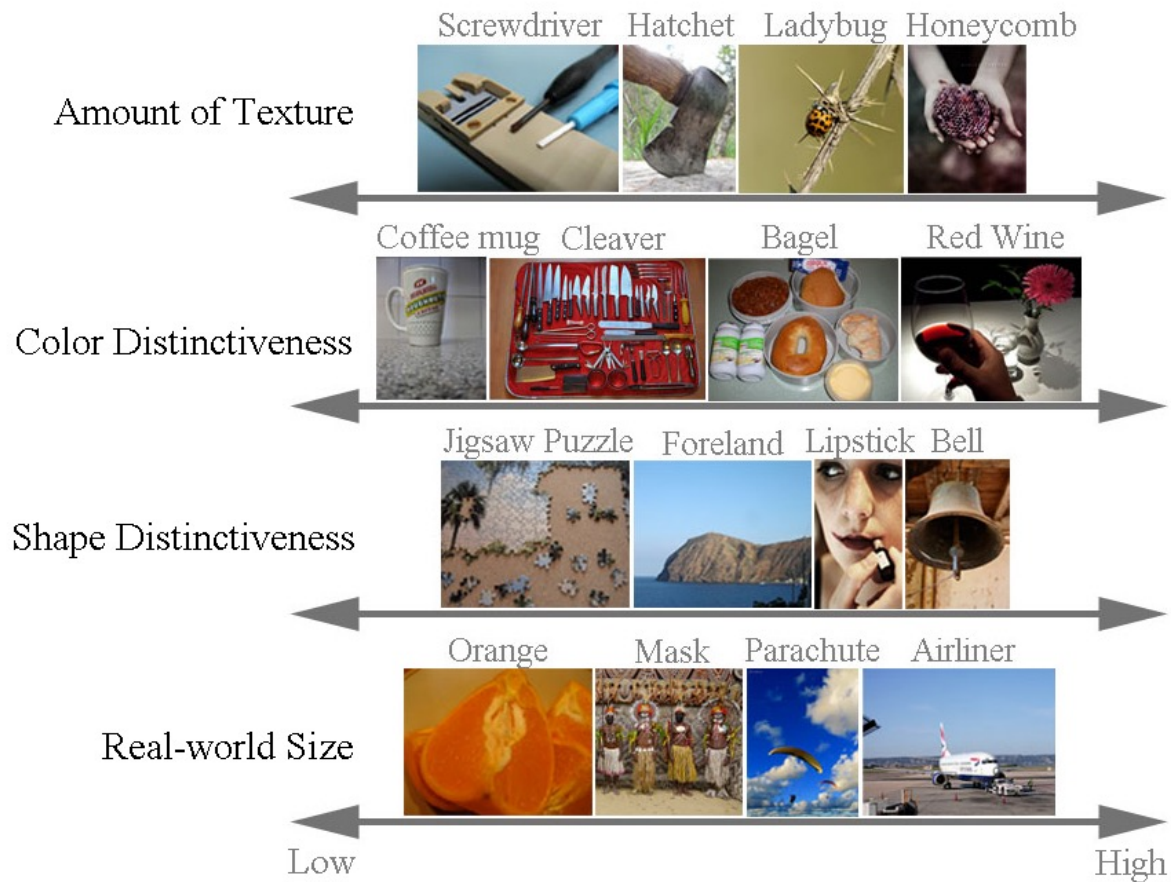 Screwdriver Hatchet Ladybug Honeycomb
Amount of Texture
Coffee mug Cleaver Bagel Red Wine
Color Distinctiveness
Jigsaw Puzzle Foreland Lipstick Bell
Shape Distinctiveness
Orange Mask Parachute Airliner
Real-world Size
Low High